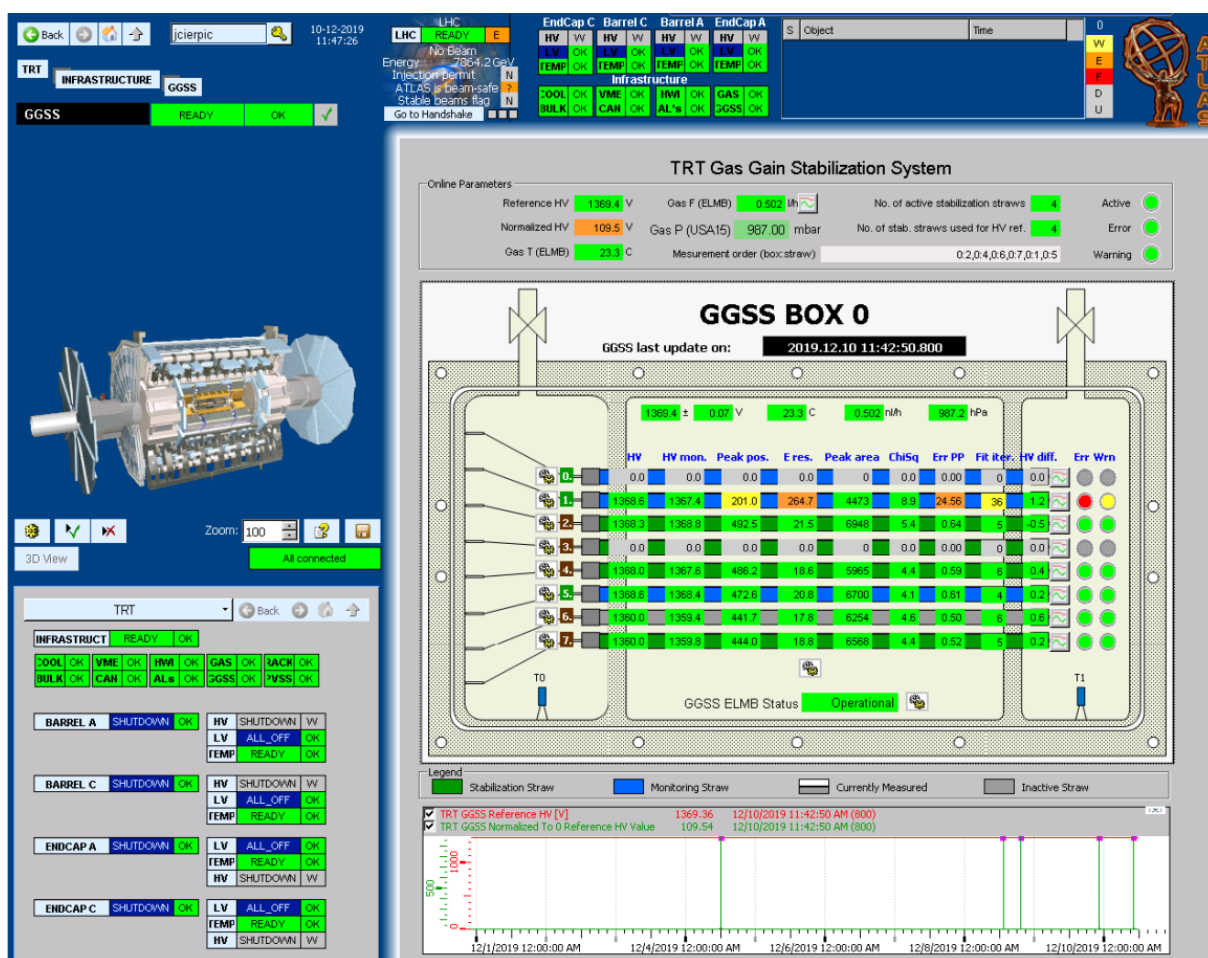 Back
jcierpic
10-12-2019
11:47:26
TRT
INFRASTRUCTURE
GGSS
GGSS READY OK
LHC
LHC READY E
No Beam
Energy 7864.2 GeV
Injection permit N
ATLAS is beam-safe ?
Stable beams flag N
Go to Handshake
EndCap C Barrel C Barrel A EndCap A
HV W HV W HV W HV W
LV OK LV OK LV OK LV OK
TEMP OK TEMP OK TEMP OK TEMP OK
Infrastructure
COOL OK VME OK HWI OK GAS OK
BULK OK CAN OK AL's OK GGSS OK
S Object Time
0
W
E
F
D
U
TRT Gas Gain Stabilization System
Online Parameters
Reference HV 1369.4 V Gas F (ELMB) 0.502 l/h No. of active stabilization straws 4 Active
Normalized HV 109.5 V Gas P (USA15) 987.00 mbar No. of stab. straws used for HV ref. 4 Error
Gas T (ELMB) 23.3 C Mesurement order (box:straw) 0:2,0:4,0:6,0:7,0:1,0:5 Warning
GGSS BOX 0
GGSS last update on: 2019.12.10 11:42:50.800
1369.4 ± 0.07 V 23.3 C 0.502 nl/h 987.2 hPa
HV HV mon. Peak pos. E res. Peak area ChiSq Err PP Fit iter. HV diff. Err Wrn
0. 0.0 0.0 0.0 0.0 0 0.0 0.00 0 0.0
1. 1368.6 1367.4 201.0 264.7 4473 8.9 24.56 36 1.2
2. 1368.3 1368.8 492.5 21.5 6948 5.4 0.64 5 -0.5
3. 0.0 0.0 0.0 0.0 0 0.0 0.00 0 0.0
4. 1368.0 1367.6 486.2 18.6 5965 4.4 0.59 6 0.4
5. 1368.6 1368.4 472.6 20.8 6700 4.1 0.61 4 0.2
6. 1360.0 1359.4 441.7 17.8 6254 4.6 0.50 6 0.6
7. 1360.0 1359.8 444.0 18.8 6568 4.4 0.52 5 0.2
T0 T1
GGSS ELMB Status Operational
Legend
Stabilization Straw Monitoring Straw Currently Measured Inactive Straw
TRT GGSS Reference HV [V] 1369.36 12/10/2019 11:42:50 AM (800)
TRT GGSS Normalized To 0 Reference HV Value 109.54 12/10/2019 11:42:50 AM (800)
1000
500
0
12/1/2019 12:00:00 AM 12/4/2019 12:00:00 AM 12/6/2019 12:00:00 AM 12/8/2019 12:00:00 AM 12/10/2019 12:00:00 AM
Zoom: 100
3D View All connected
TRT Back
INFRASTRUCT READY OK
COOL OK VME OK HWI OK GAS OK RACK OK
BULK OK CAN OK ALs OK GGSS OK PVSS OK
BARREL A SHUTDOWN OK HV SHUTDOWN W
LV ALL_OFF OK
TEMP READY OK
BARREL C SHUTDOWN OK HV SHUTDOWN W
LV ALL_OFF OK
TEMP READY OK
ENDCAP A SHUTDOWN OK LV ALL_OFF OK
TEMP READY OK
HV SHUTDOWN W
ENDCAP C SHUTDOWN OK LV ALL_OFF OK
TEMP READY OK
HV SHUTDOWN W